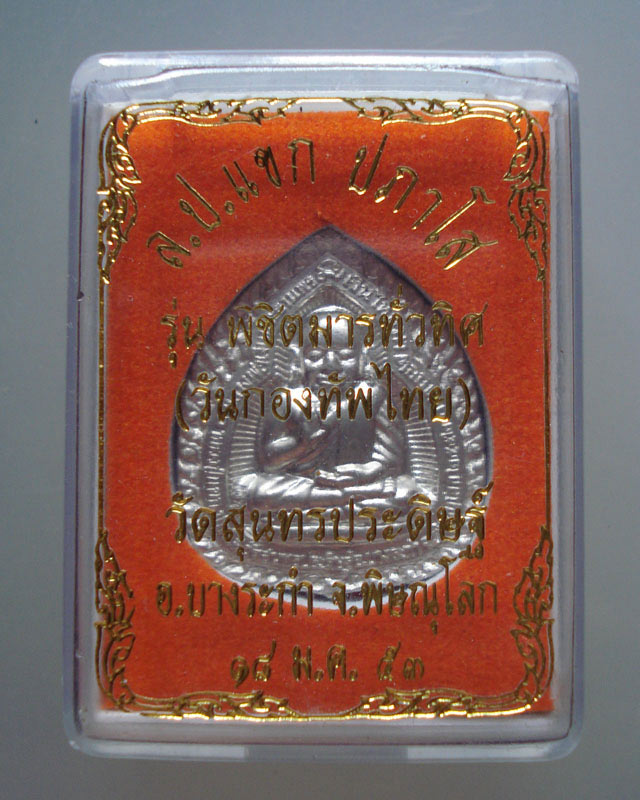 ล.ป.แขก ปภาโส
รุ่น พิชิตมารทั่วทิศ
(วันกองทัพไทย)
วัดสุนทรประดิษฐ์
อ.บางระกำ จ.พิษณุโลก
๑๘ ม.ค. ๕๓